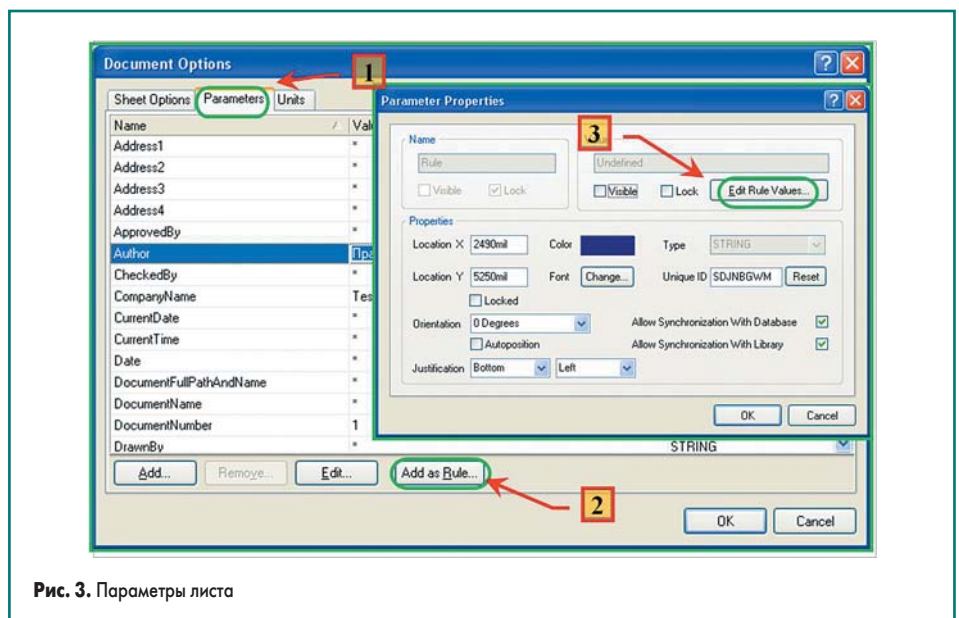 Document Options
1
Sheet Options Parameters Units
Name
Address1 *
Address2 *
Address3 *
Address4 *
ApprovedBy *
Author
CheckedBy *
CompanyName
CurrentDate *
CurrentTime *
Date *
DocumentFullPathAndName *
DocumentName *
DocumentNumber 1
DrawnBy * STRING
Add... Remove... Edit... Add as Rule...
2
OK Cancel
Parameter Properties
Name
Rule
Visible Lock
3
Undefined
Visible Lock Edit Rule Values...
Properties
Location X 2490mil Color Type STRING
Location Y 5250mil Font Change... Unique ID SDJNBGWM Reset
Locked
Orientation 0 Degrees Allow Synchronization With Database
Autoposition Allow Synchronization With Library
Justification Bottom Left
OK Cancel
Рис. 3. Параметры листа